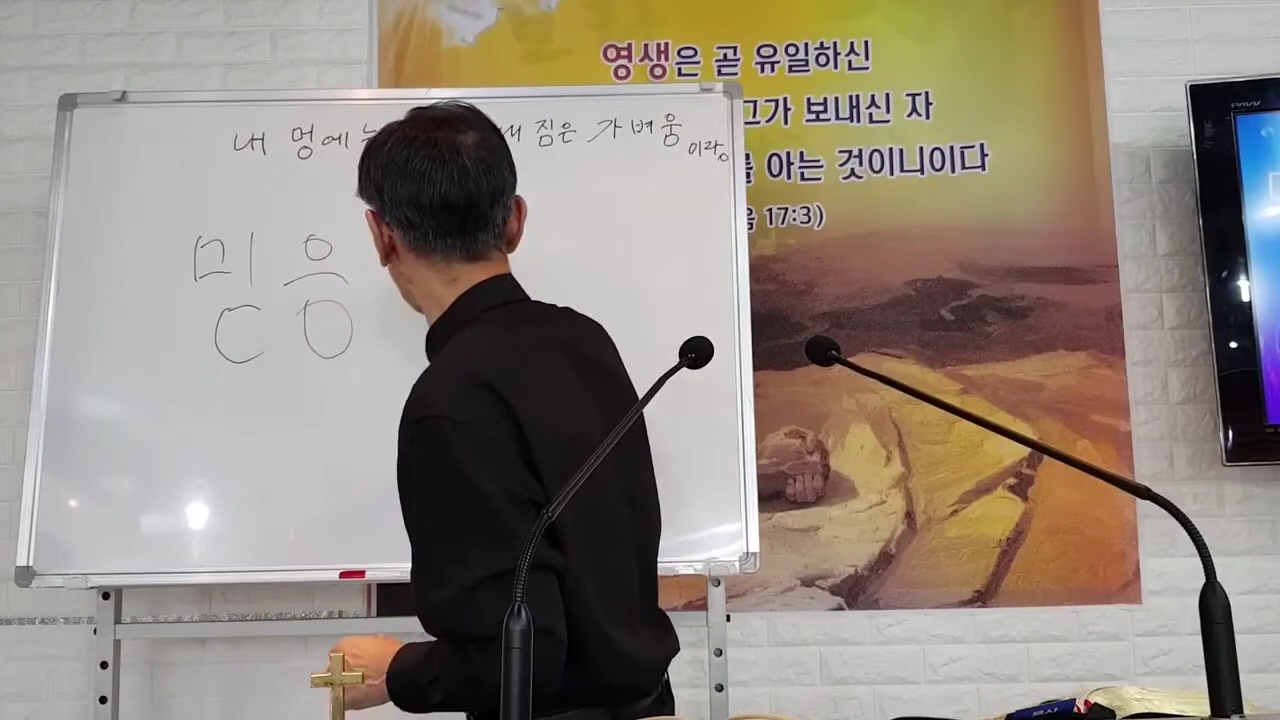 영생은 곧 유일하신
그가 보내신 자
를 아는 것이니이다
음 17:3)
내 멍에는 내 짐은 가벼움이라
믿음